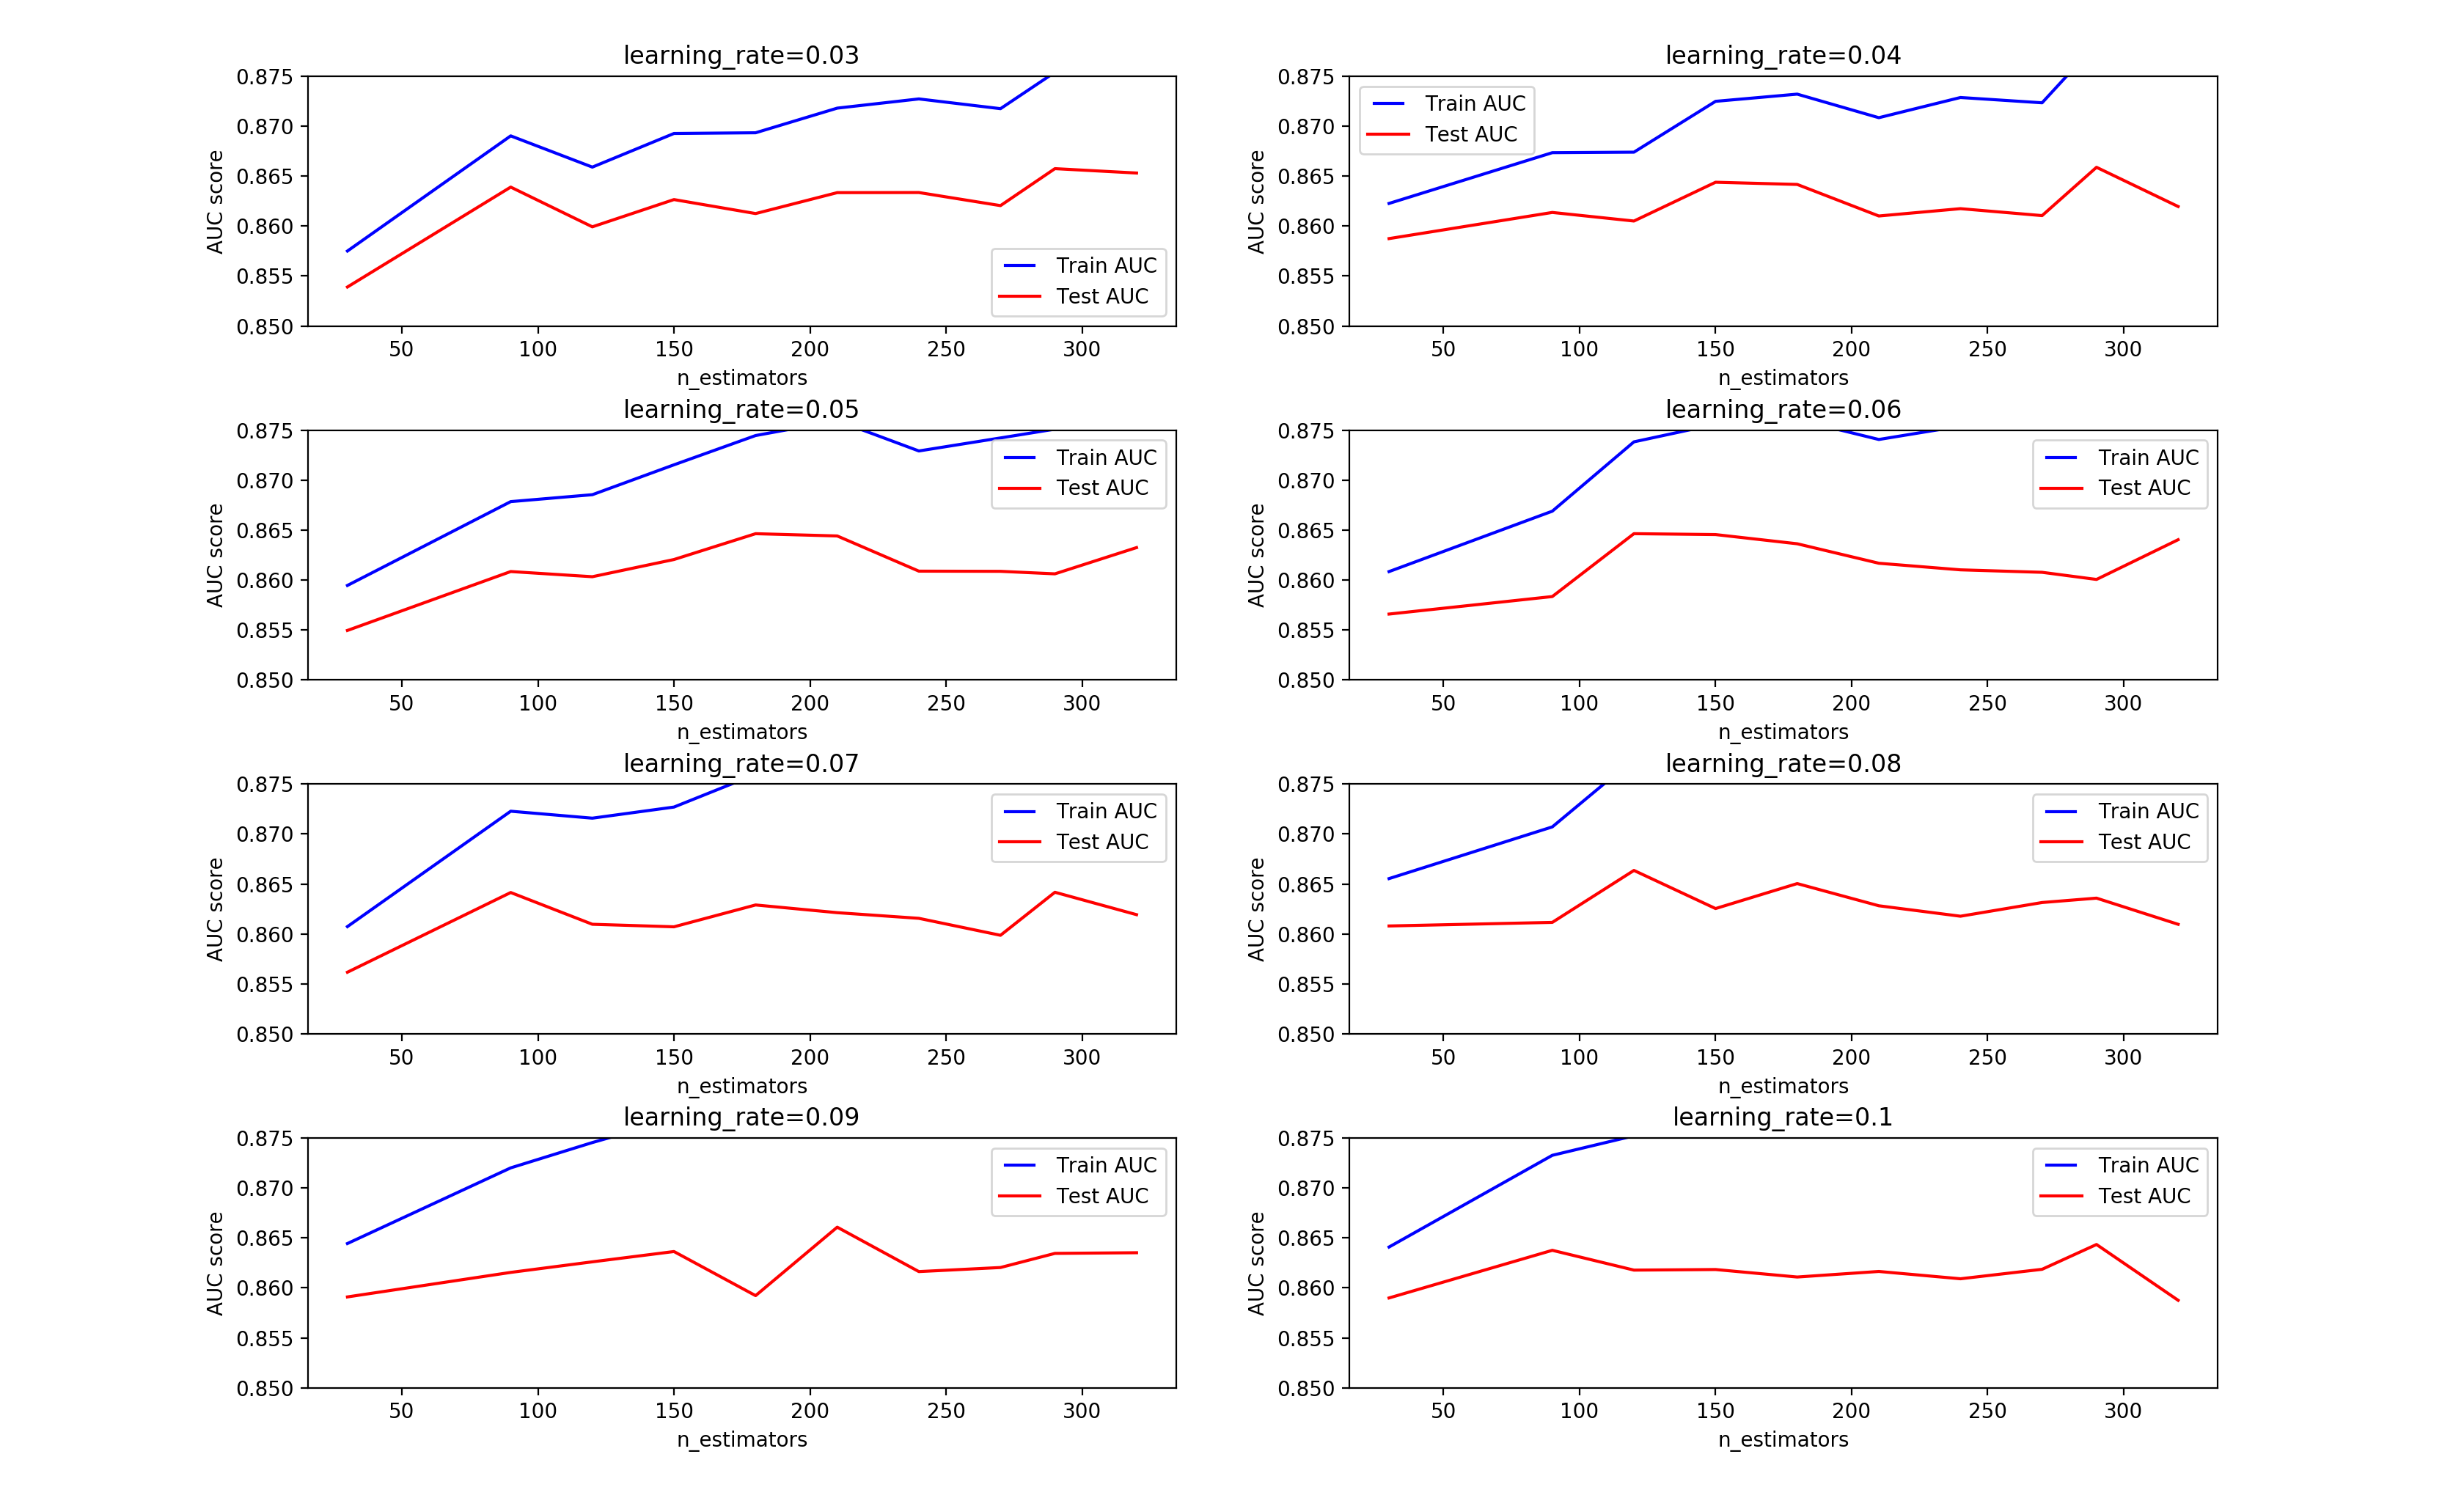 learning_rate=0.03
0.875
0.870
0.865
0.860
0.855
0.850
AUC score
Train AUC
Test AUC
50 100 150 200 250 300
n_estimators
learning_rate=0.04
0.875
0.870
0.865
0.860
0.855
0.850
AUC score
Train AUC
Test AUC
50 100 150 200 250 300
n_estimators
learning_rate=0.05
0.875
0.870
0.865
0.860
0.855
0.850
AUC score
Train AUC
Test AUC
50 100 150 200 250 300
n_estimators
learning_rate=0.06
0.875
0.870
0.865
0.860
0.855
0.850
AUC score
Train AUC
Test AUC
50 100 150 200 250 300
n_estimators
learning_rate=0.07
0.875
0.870
0.865
0.860
0.855
0.850
AUC score
Train AUC
Test AUC
50 100 150 200 250 300
n_estimators
learning_rate=0.08
0.875
0.870
0.865
0.860
0.855
0.850
AUC score
Train AUC
Test AUC
50 100 150 200 250 300
n_estimators
learning_rate=0.09
0.875
0.870
0.865
0.860
0.855
0.850
AUC score
Train AUC
Test AUC
50 100 150 200 250 300
n_estimators
learning_rate=0.1
0.875
0.870
0.865
0.860
0.855
0.850
AUC score
Train AUC
Test AUC
50 100 150 200 250 300
n_estimators